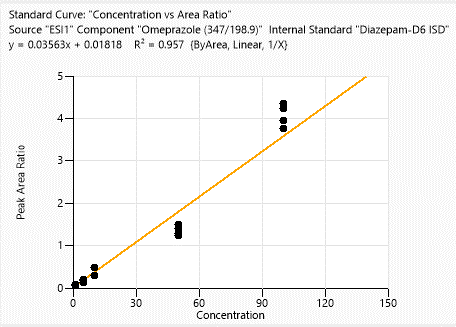 Standard Curve: "Concentration vs Area Ratio"
Source "ESI1" Component "Omeprazole (347/198.9)" Internal Standard "Diazepam-D6 ISD"
y = 0.03563x + 0.01818 R² = 0.957 {ByArea, Linear, 1/X}
5
4
Peak Area Ratio
3
2
1
0
0 30 60 90 120 150
Concentration